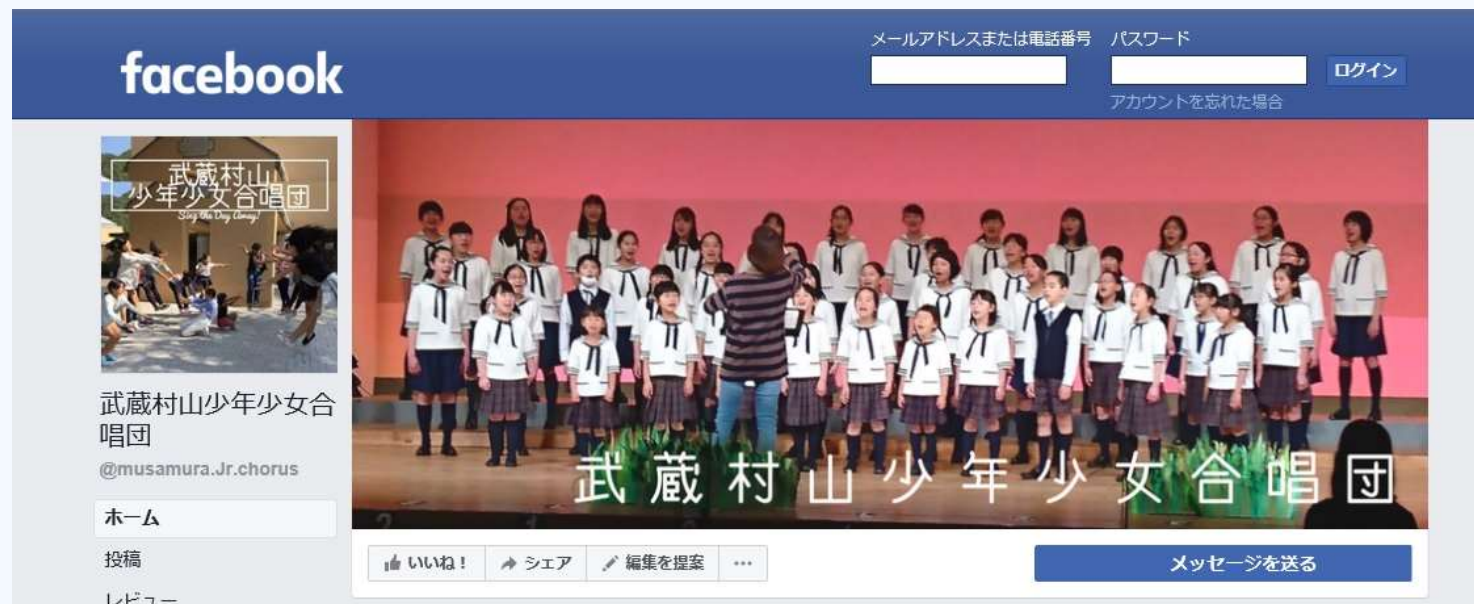 facebook
メールアドレスまたは電話番号
パスワード
ログイン
アカウントを忘れた場合
武蔵村山
少年少女合唱団
Sing the Day Away!
武蔵村山少年少女合
唱団
@musamura.Jr.chorus
ホーム
投稿
レビュー
武蔵村山少年少女合唱団
いいね!
シェア
編集を提案
...
メッセージを送る